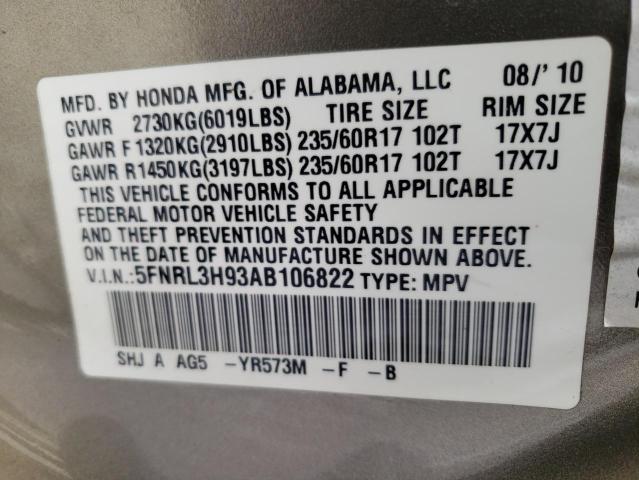 MFD. BY HONDA MFG. OF ALABAMA, LLC 08/' 10
GVWR 2730KG(6019LBS) TIRE SIZE RIM SIZE
GAWR F1320KG(2910LBS) 235/60R17 102T 17X7J
GAWR R1450KG(3197LBS) 235/60R17 102T 17X7J
THIS VEHICLE CONFORMS TO ALL APPLICABLE
FEDERAL MOTOR VEHICLE SAFETY
AND THEFT PREVENTION STANDARDS IN EFFECT
ON THE DATE OF MANUFACTURE SHOWN ABOVE.
V.I.N.:5FNRL3H93AB106822 TYPE: MPV
SHJ A AG5 -YR573M -F -B